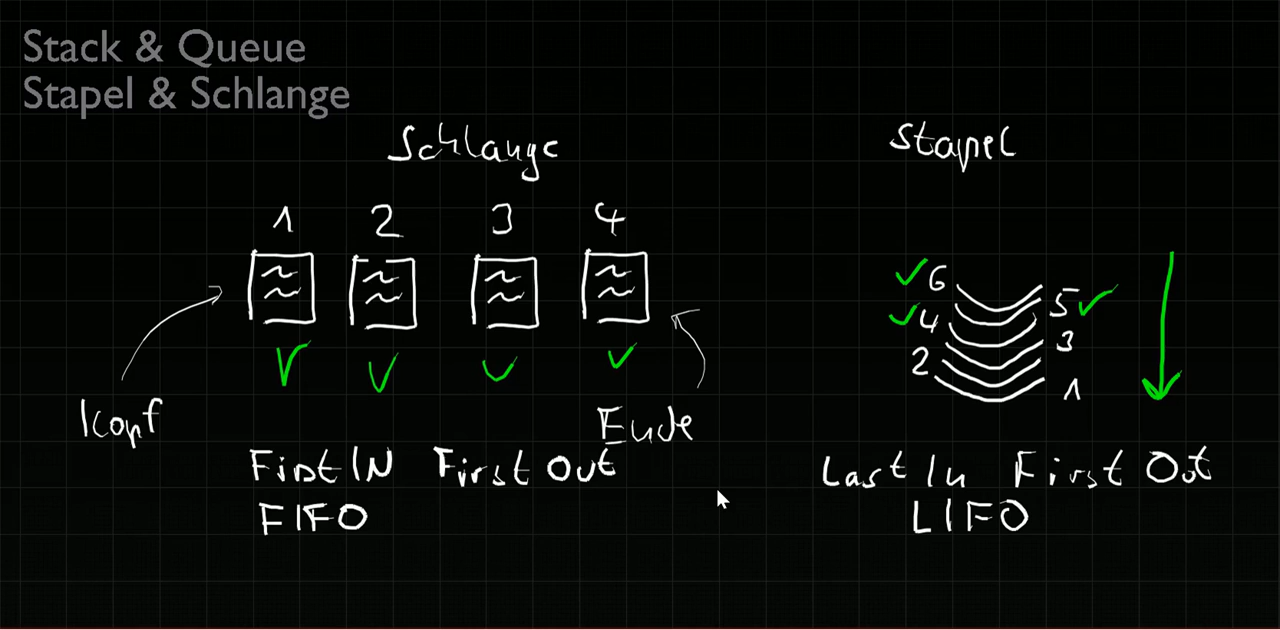 Stack & Queue
Stapel & Schlange
Schlange
1 2 3 4
Kopf
Ende
First IN First Out
FIFO
Stapel
6
5
4
3
2
1
Last In First Out
LIFO